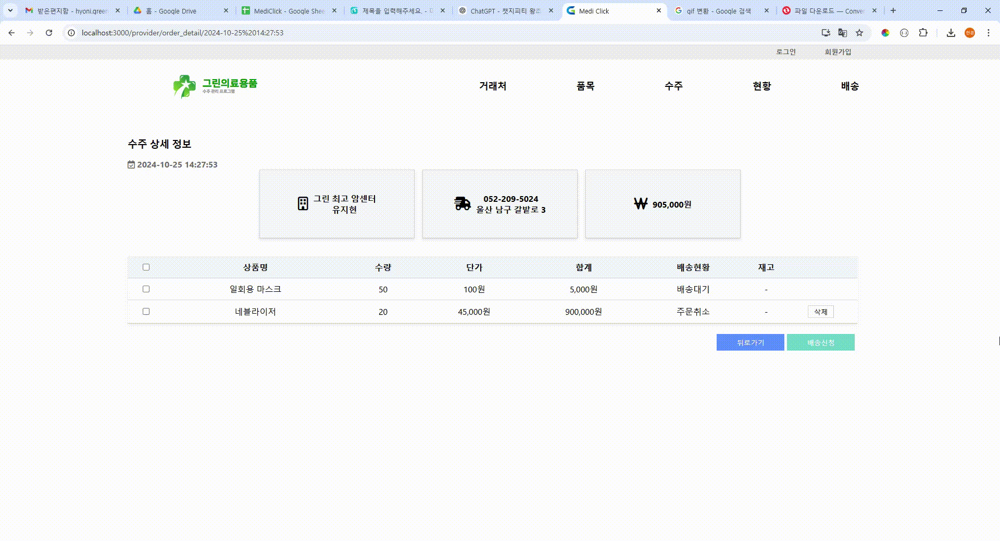 받은편지함 - hyoni.green
홈 - Google Drive
MediClick - Google Shee
제목을 입력해주세요. -
ChatGPT - 챗지피티 왕조
Medi Click
gif 변환 - Google 검색
파일 다운로드 — Conver
localhost:3000/provider/order_detail/2024-10-25%2014:27:53
현경
로그인 회원가입
그린의료용품
수주 관리 프로그램
거래처 품목 수주 현황 배송
수주 상세 정보
2024-10-25 14:27:53
그린 최고 암센터
유지현
052-209-5024
울산 남구 갈밭로 3
905,000원
상품명 수량 단가 합계 배송현황 재고
일회용 마스크 50 100원 5,000원 배송대기 -
네블라이저 20 45,000원 900,000원 주문취소 - 삭제
뒤로가기 배송신청